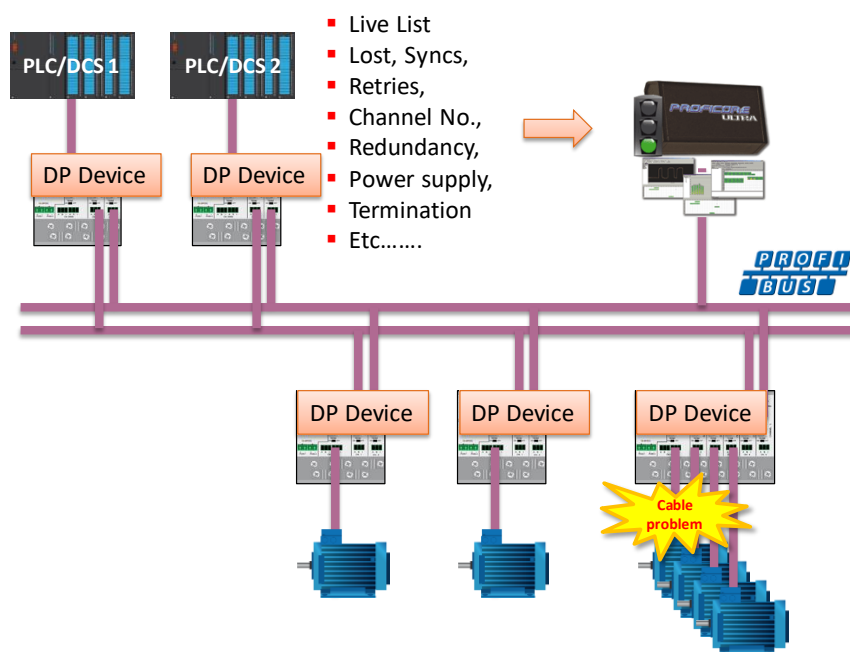 PLC/DCS 1
PLC/DCS 2
Live List
Lost, Syncs,
Retries,
Channel No.,
Redundancy,
Power supply,
Termination
Etc…….
PROFICORE
ULTRA
DP Device
DP Device
PROFI
BUS
DP Device
DP Device
DP Device
Cable
problem